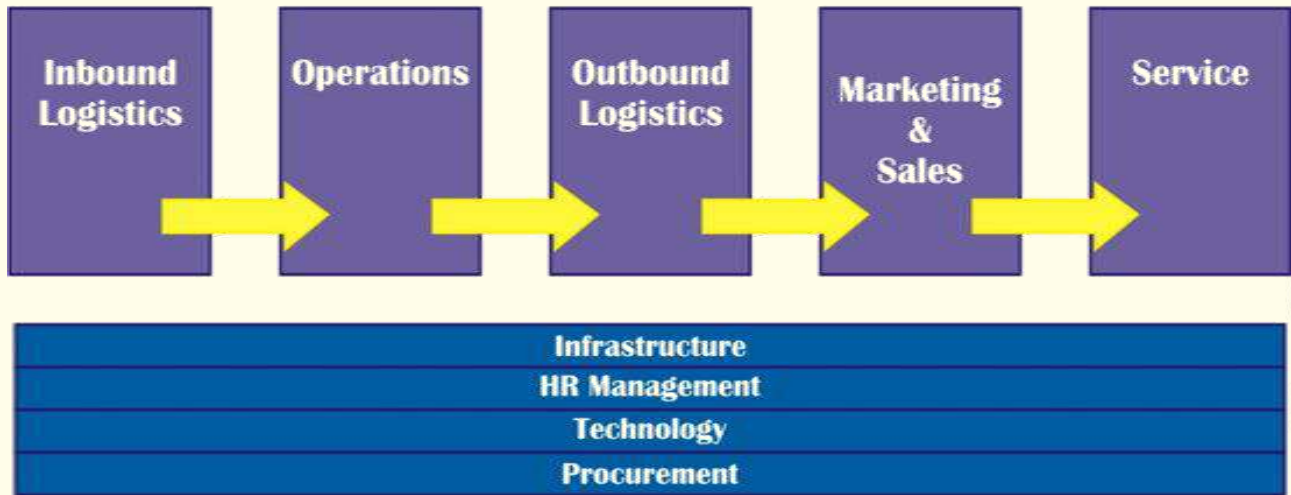 Inbound
Logistics
Operations
Outbound
Logistics
Marketing
&
Sales
Service
Infrastructure
HR Management
Technology
Procurement